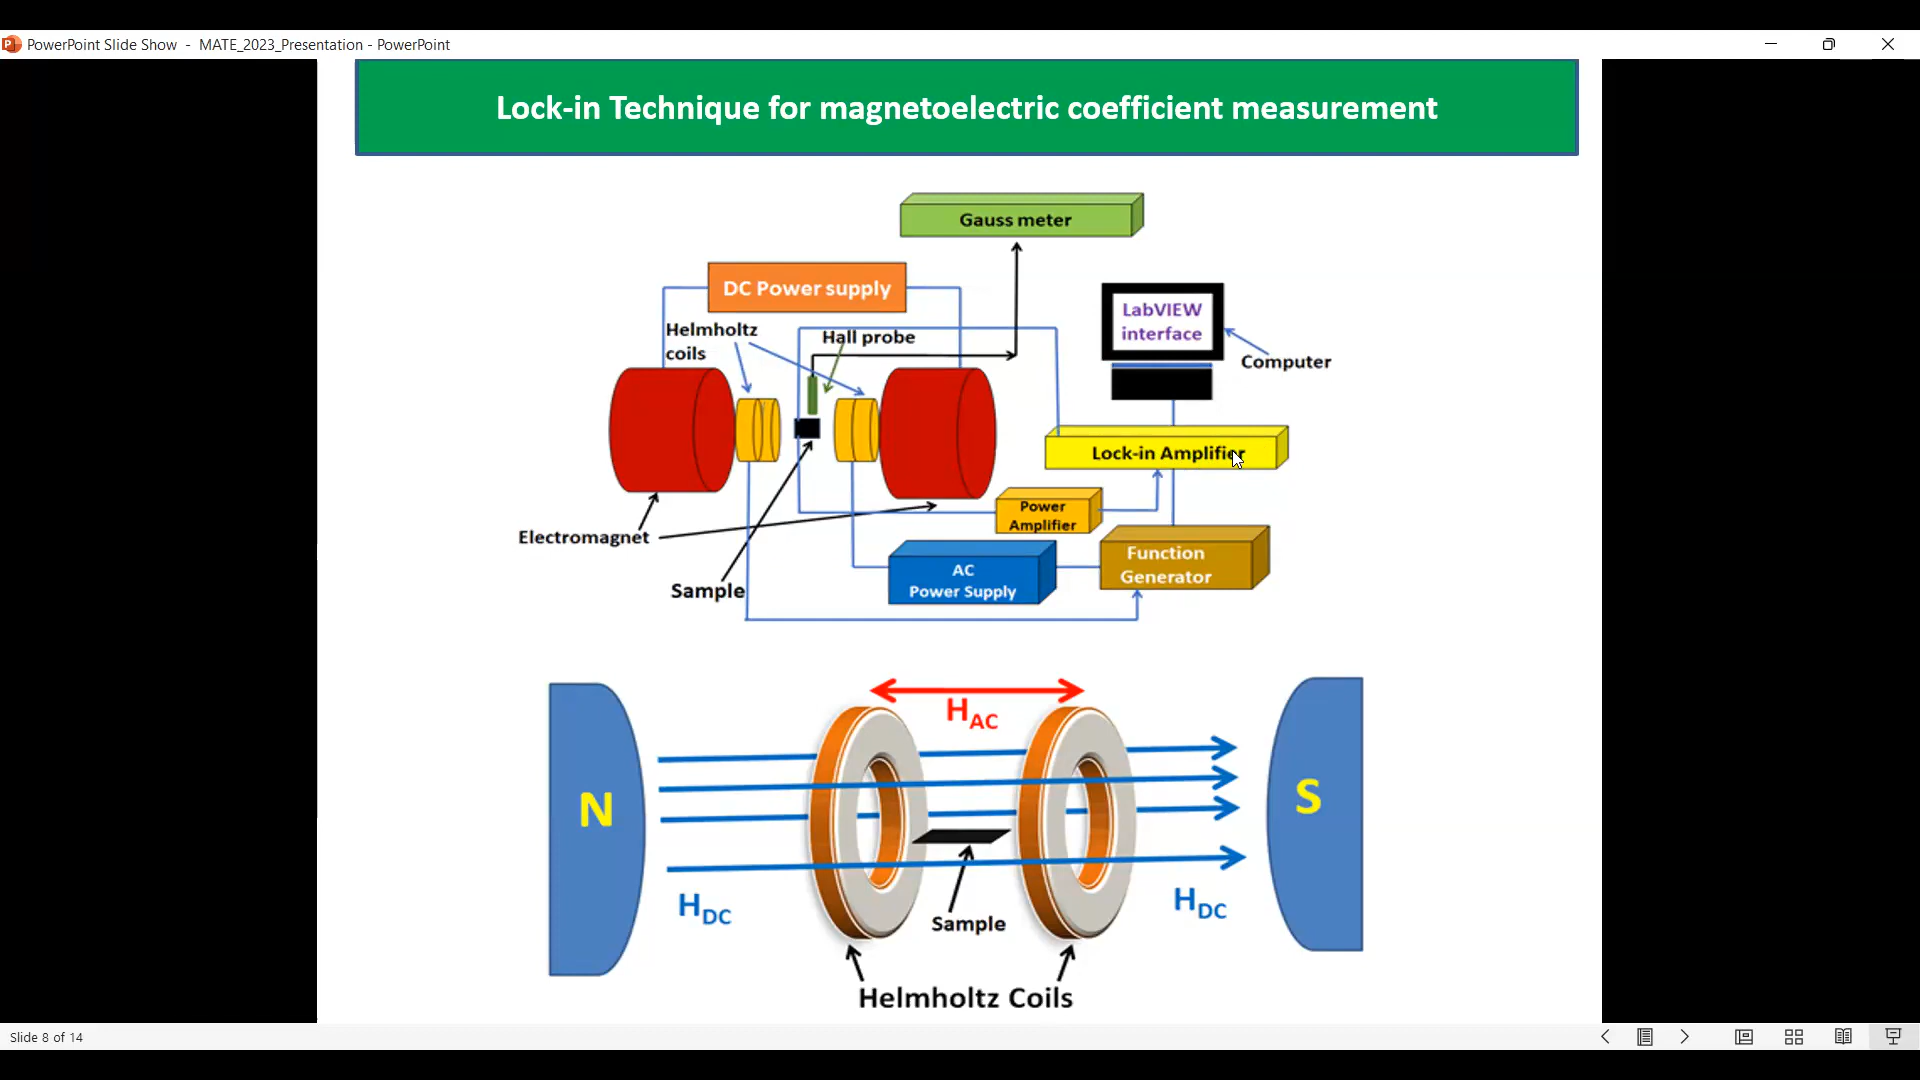 PowerPoint Slide Show - MATE_2023_Presentation - PowerPoint
Lock-in Technique for magnetoelectric coefficient measurement
Gauss meter
DC Power supply
Helmholtz
coils
Hall probe
LabVIEW
interface
Computer
Lock-in Amplifier
Power
Amplifier
Electromagnet
Function
Generator
AC
Power Supply
Sample
HAC
N
S
HDC
HDC
Sample
Helmholtz Coils
Slide 8 of 14